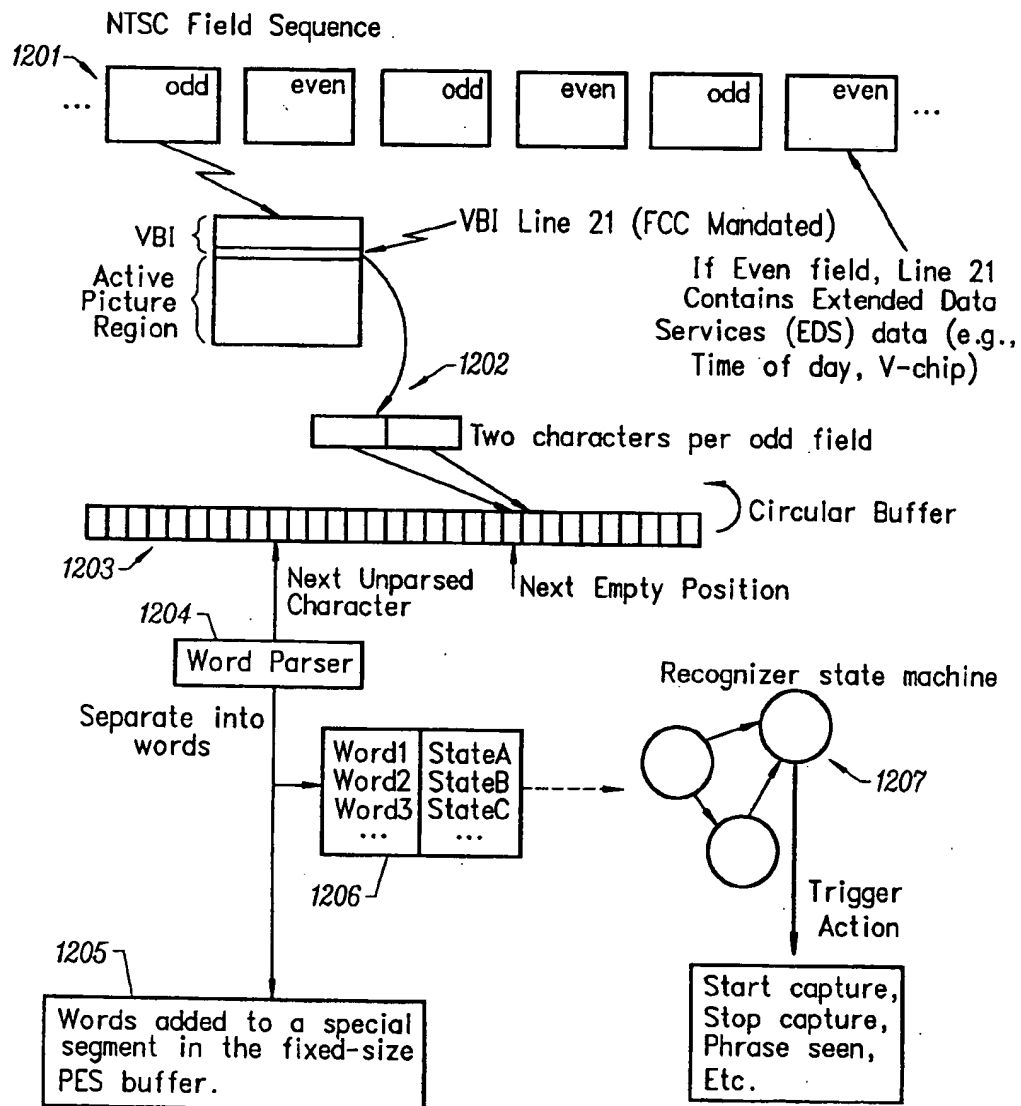 NTSC Field Sequence
1201
... odd even odd even odd even ...
VBI
VBI Line 21 (FCC Mandated)
Active
Picture
Region
If Even field, Line 21
Contains Extended Data
Services (EDS) data (e.g.,
Time of day, V-chip)
1202
Two characters per odd field
Circular Buffer
1203
Next Unparsed
Character
Next Empty Position
1204
Word Parser
Separate into
words
Recognizer state machine
Word1 StateA
Word2 StateB
Word3 StateC
... ...
1206
1207
Trigger
Action
1205
Words added to a special
segment in the fixed-size
PES buffer.
Start capture,
Stop capture,
Phrase seen,
Etc.